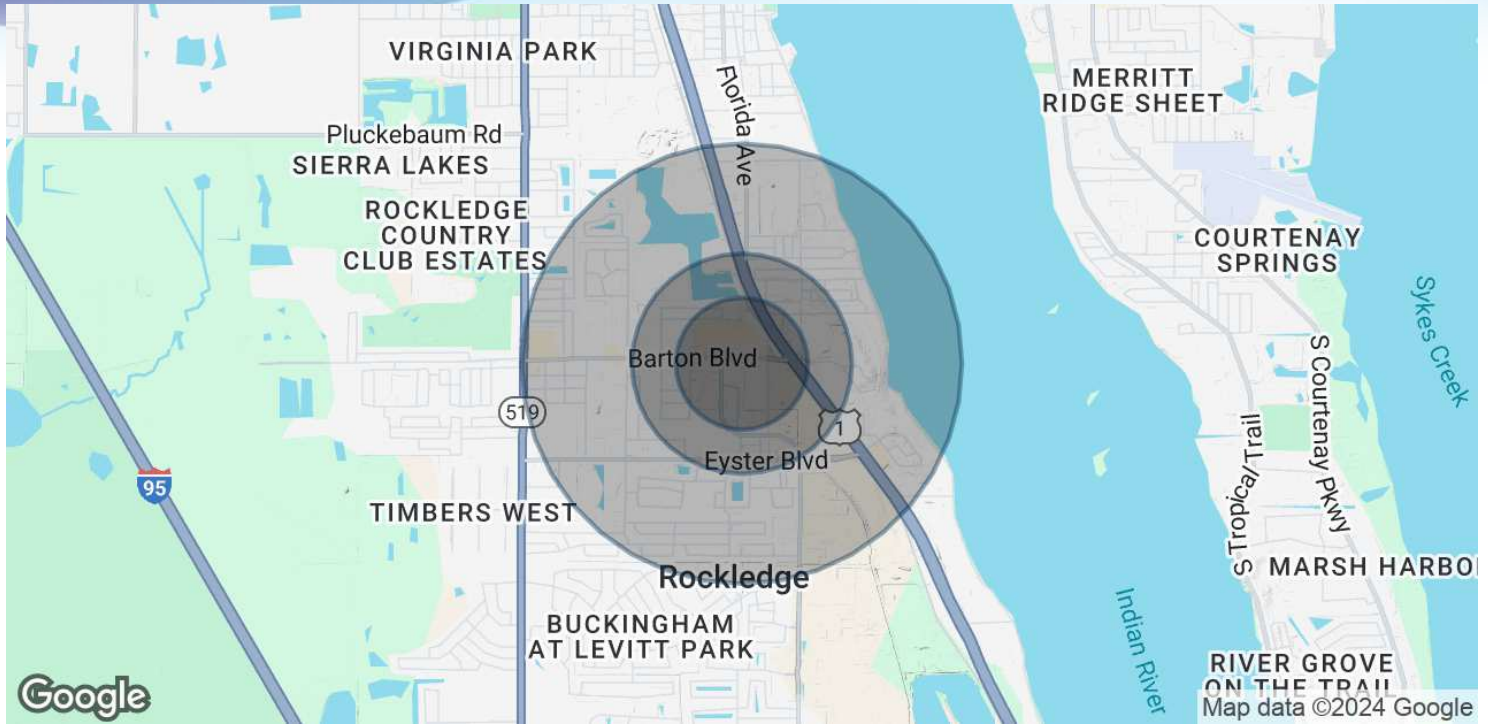 VIRGINIA PARK
Florida Ave
MERRITT
RIDGE SHEET
Pluckebaum Rd
SIERRA LAKES
ROCKLEDGE
COUNTRY
CLUB ESTATES
COURTENAY
SPRINGS
Sykes Creek
Barton Blvd
S Courtenay Pkwy
519
1
S Tropical Trail
Eyster Blvd
95
TIMBERS WEST
MARSH HARBO
Rockledge
Indian River
BUCKINGHAM
AT LEVITT PARK
RIVER GROVE
ON THE TRAIL
Google
Map data ©2024 Google